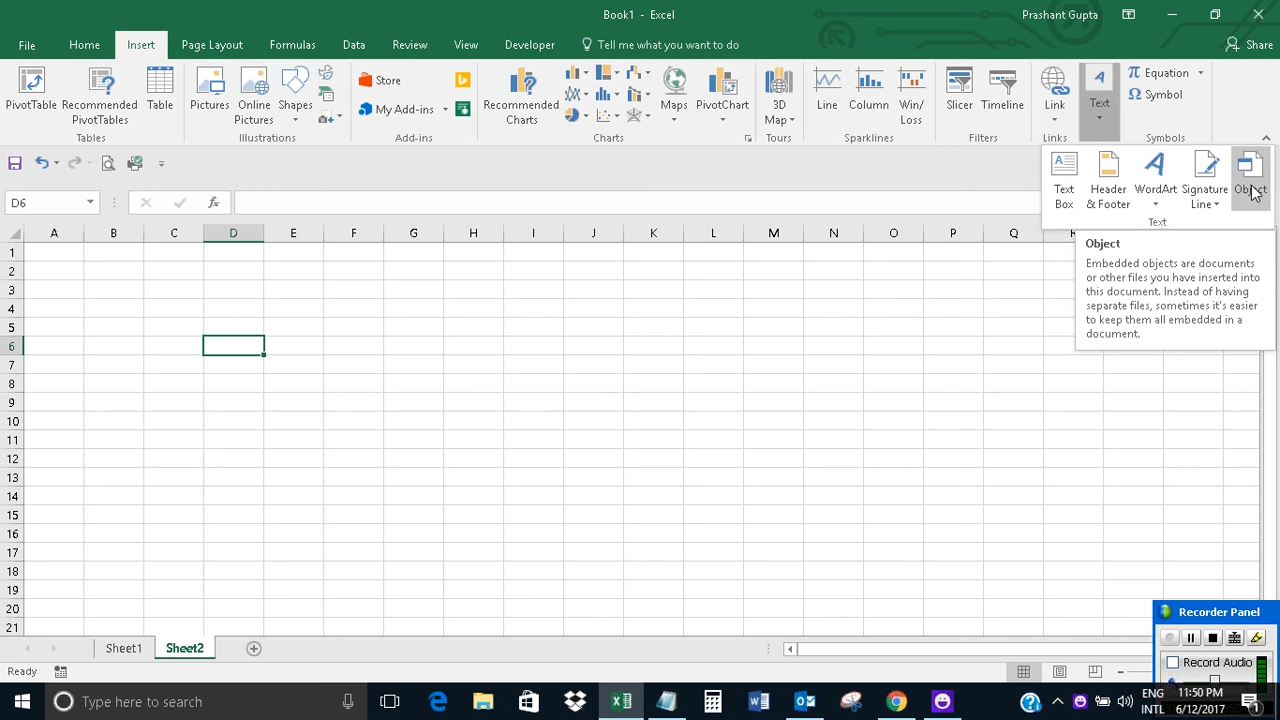 Book1 - Excel
Prashant Gupta
File
Home
Insert
Page Layout
Formulas
Data
Review
View
Developer
Tell me what you want to do
Share
PivotTable
Recommended
PivotTables
Table
Tables
Pictures
Online
Pictures
Shapes
Illustrations
Store
My Add-ins
Add-ins
Recommended
Charts
Maps
PivotChart
Charts
3D
Map
Tours
Line
Column
Win/
Loss
Sparklines
Slicer
Timeline
Filters
Link
Links
Text
Equation
Symbol
Symbols
Text
Box
Header
& Footer
WordArt
Signature
Line
Object
Text
D6
fx
Object
Embedded objects are documents
or other files you have inserted into
this document. Instead of having
separate files, sometimes it's easier
to keep them all embedded in a
document.
A B C D E F G H I J K L M N O P Q R
1
2
3
4
5
6
7
8
9
10
11
12
13
14
15
16
17
18
19
20
21
Sheet1
Sheet2
Ready
Recorder Panel
Record Audio
Type here to search
ENG
INTL
11:50 PM
6/12/2017
1